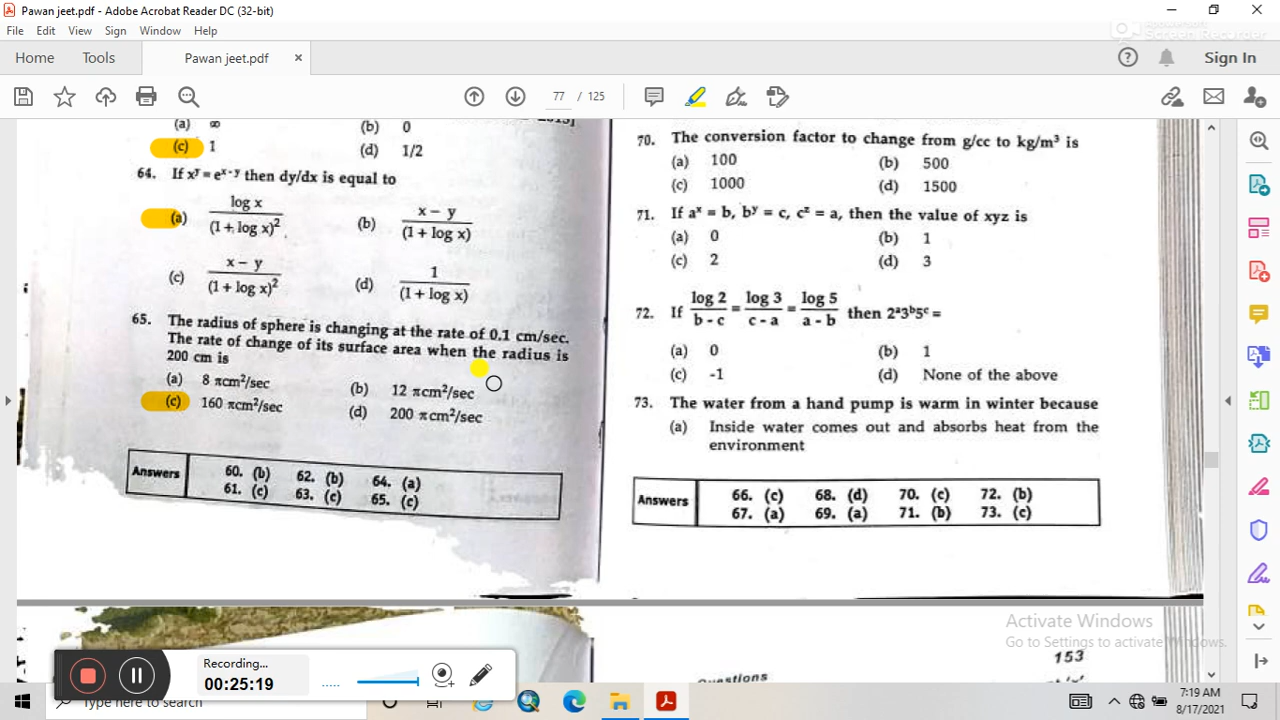 Pawan jeet.pdf - Adobe Acrobat Reader DC (32-bit)
File Edit View Sign Window Help
Home Tools Pawan jeet.pdf ×
Sign In
77 / 125
(a) ∞ (b) 0
(c) 1 (d) 1/2
64. If xʸ = eˣ⁻ʸ then dy/dx is equal to
(a) log x / (1 + log x)² (b) x – y / (1 + log x)
(c) x – y / (1 + log x)² (d) 1 / (1 + log x)
65. The radius of sphere is changing at the rate of 0.1 cm/sec.
The rate of change of its surface area when the radius is
200 cm is
(a) 8 πcm²/sec (b) 12 πcm²/sec
(c) 160 πcm²/sec (d) 200 πcm²/sec
Answers 60. (b) 62. (b) 64. (a)
61. (c) 63. (c) 65. (c)
70. The conversion factor to change from g/cc to kg/m³ is
(a) 100 (b) 500
(c) 1000 (d) 1500
71. If aˣ = b, bʸ = c, cᶻ = a, then the value of xyz is
(a) 0 (b) 1
(c) 2 (d) 3
72. If log 2 / b - c = log 3 / c - a = log 5 / a - b then 2ᵃ3ᵇ5ᶜ =
(a) 0 (b) 1
(c) -1 (d) None of the above
73. The water from a hand pump is warm in winter because
(a) Inside water comes out and absorbs heat from the
environment
Answers 66. (c) 68. (d) 70. (c) 72. (b)
67. (a) 69. (a) 71. (b) 73. (c)
Activate Windows
Go to Settings to activate Windows.
153
Questions
Recording...
00:25:19
Type here to search
7:19 AM
8/17/2021